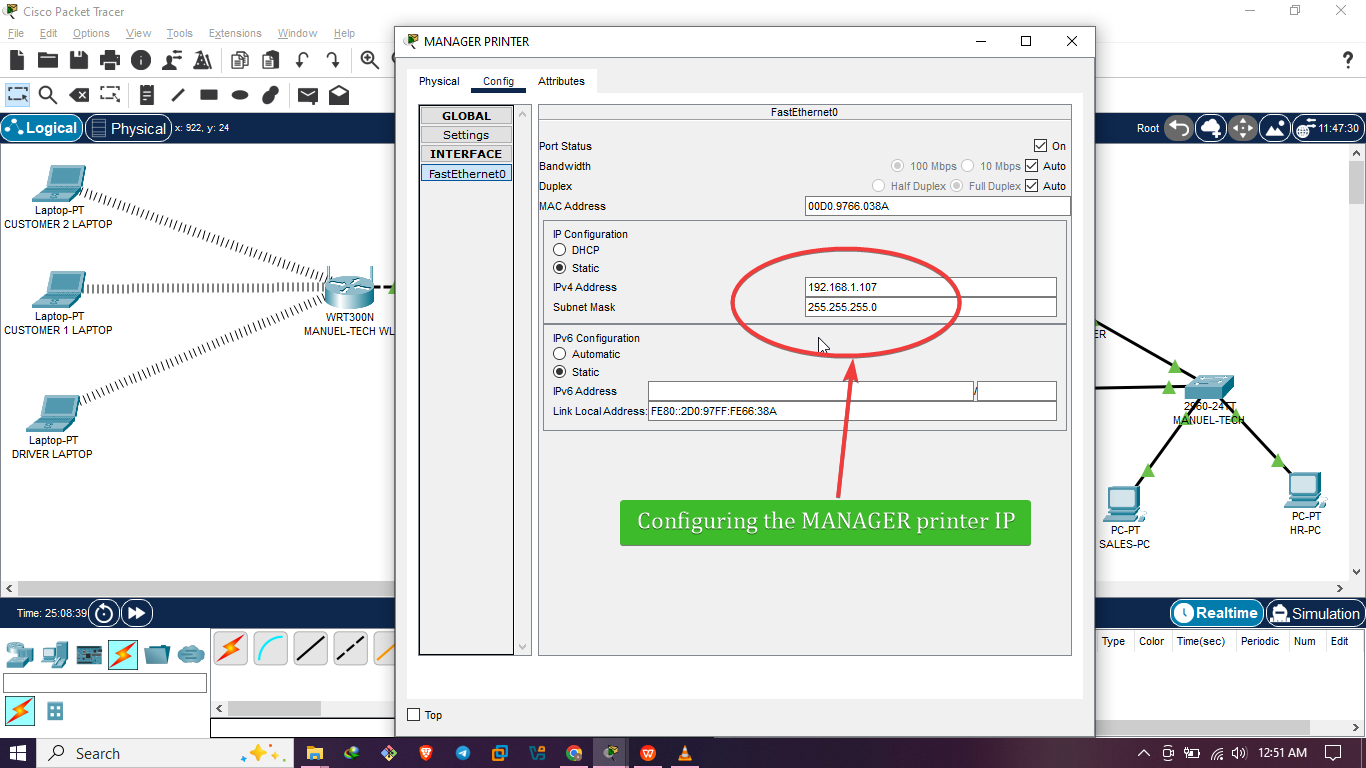 Cisco Packet Tracer
File Edit Options View Tools Extensions Window Help
?
Logical Physical x: 922, y: 24
Root 11:47:30
Laptop-PT
CUSTOMER 2 LAPTOP
Laptop-PT
CUSTOMER 1 LAPTOP
WRT300N
MANUEL-TECH WL
Laptop-PT
DRIVER LAPTOP
MANAGER PRINTER
Physical Config Attributes
GLOBAL
Settings
INTERFACE
FastEthernet0
FastEthernet0
Port Status On
Bandwidth 100 Mbps 10 Mbps Auto
Duplex Half Duplex Full Duplex Auto
MAC Address 00D0.9766.038A
IP Configuration
DHCP
Static
IPv4 Address 192.168.1.107
Subnet Mask 255.255.255.0
IPv6 Configuration
Automatic
Static
IPv6 Address /
Link Local Address: FE80::2D0:97FF:FE66:38A
Configuring the MANAGER printer IP
Top
ER
2960-24TT
MANUEL-TECH
PC-PT
SALES-PC
PC-PT
HR-PC
Time: 25:08:39
Realtime Simulation
Type Color Time(sec) Periodic Num Edit
Search
12:51 AM